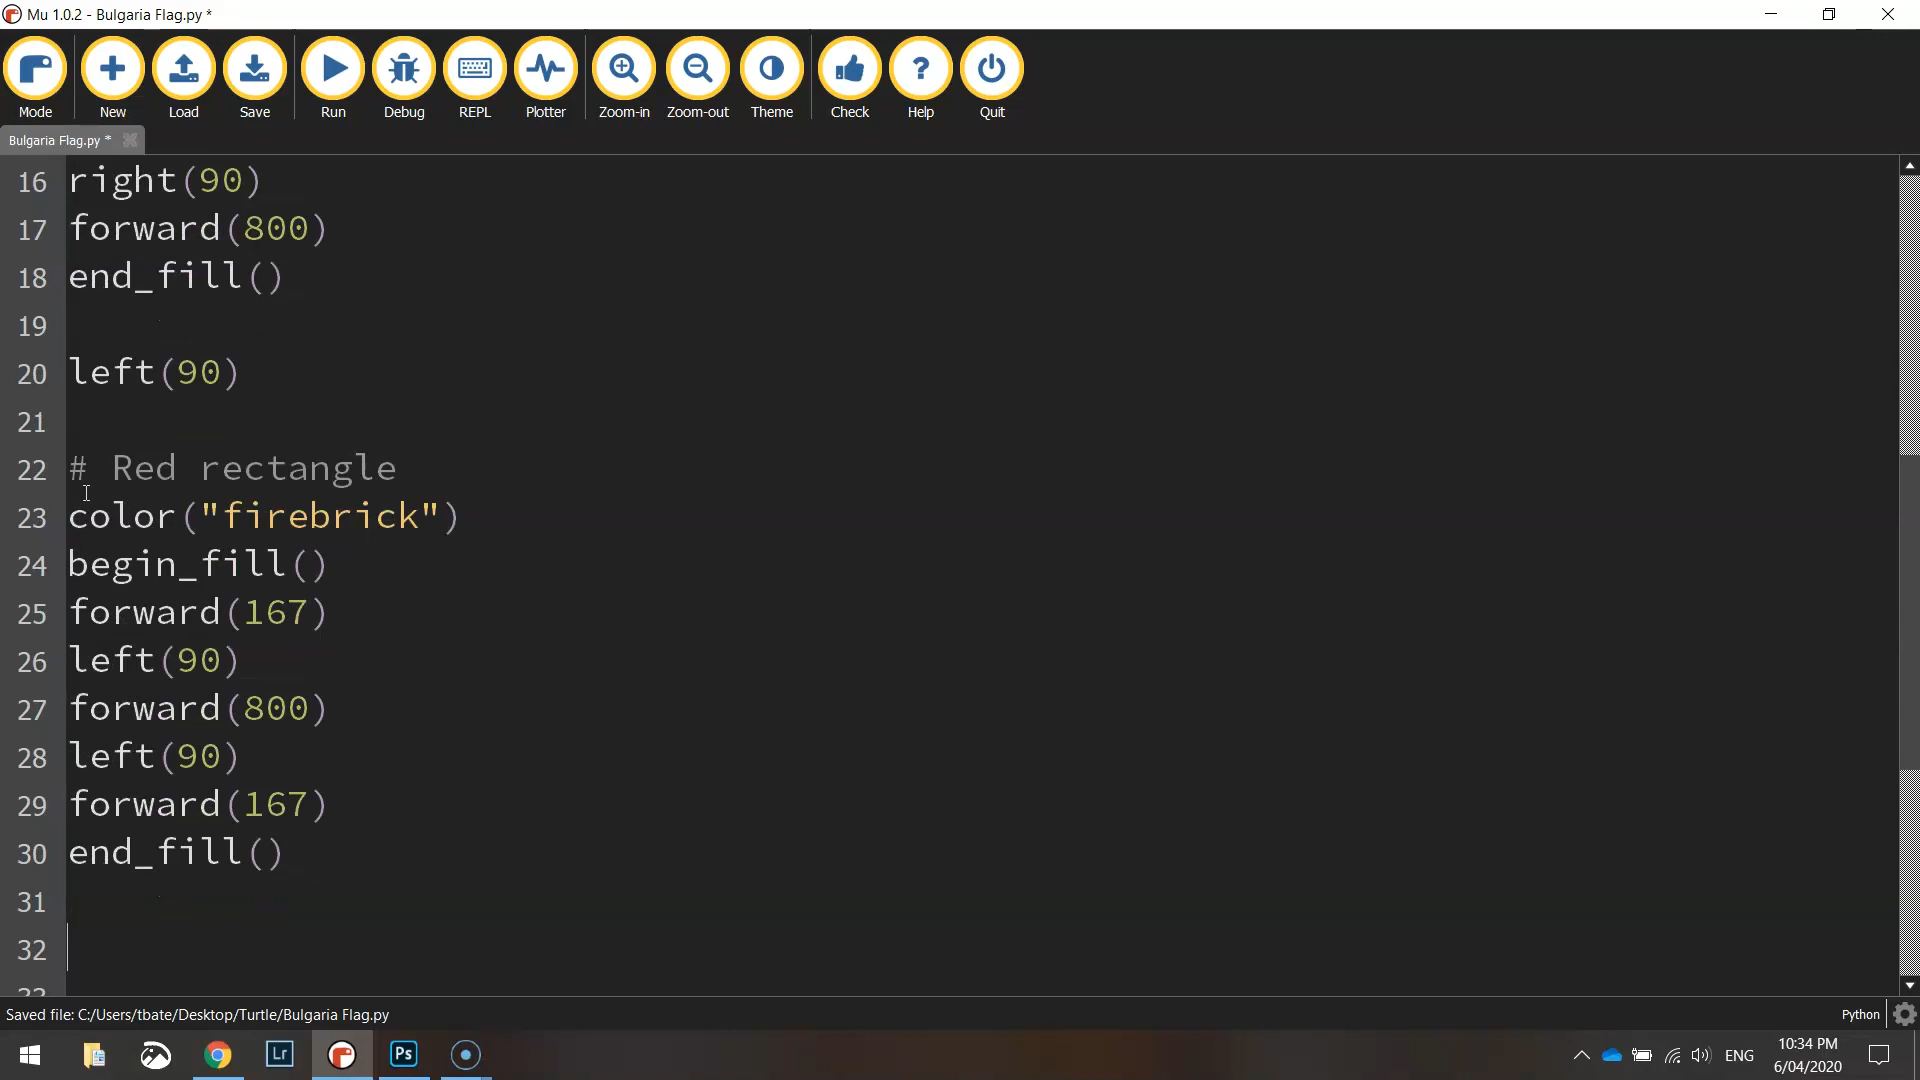 Mu 1.0.2 - Bulgaria Flag.py *
Mode New Load Save Run Debug REPL Plotter Zoom-in Zoom-out Theme Check Help Quit
Bulgaria Flag.py *
16 right(90)
17 forward(800)
18 end_fill()
19
20 left(90)
21
22 # Red rectangle
23 color("firebrick")
24 begin_fill()
25 forward(167)
26 left(90)
27 forward(800)
28 left(90)
29 forward(167)
30 end_fill()
31
32
33
Saved file: C:/Users/tbate/Desktop/Turtle/Bulgaria Flag.py Python
Lr Ps ENG 10:34 PM
6/04/2020